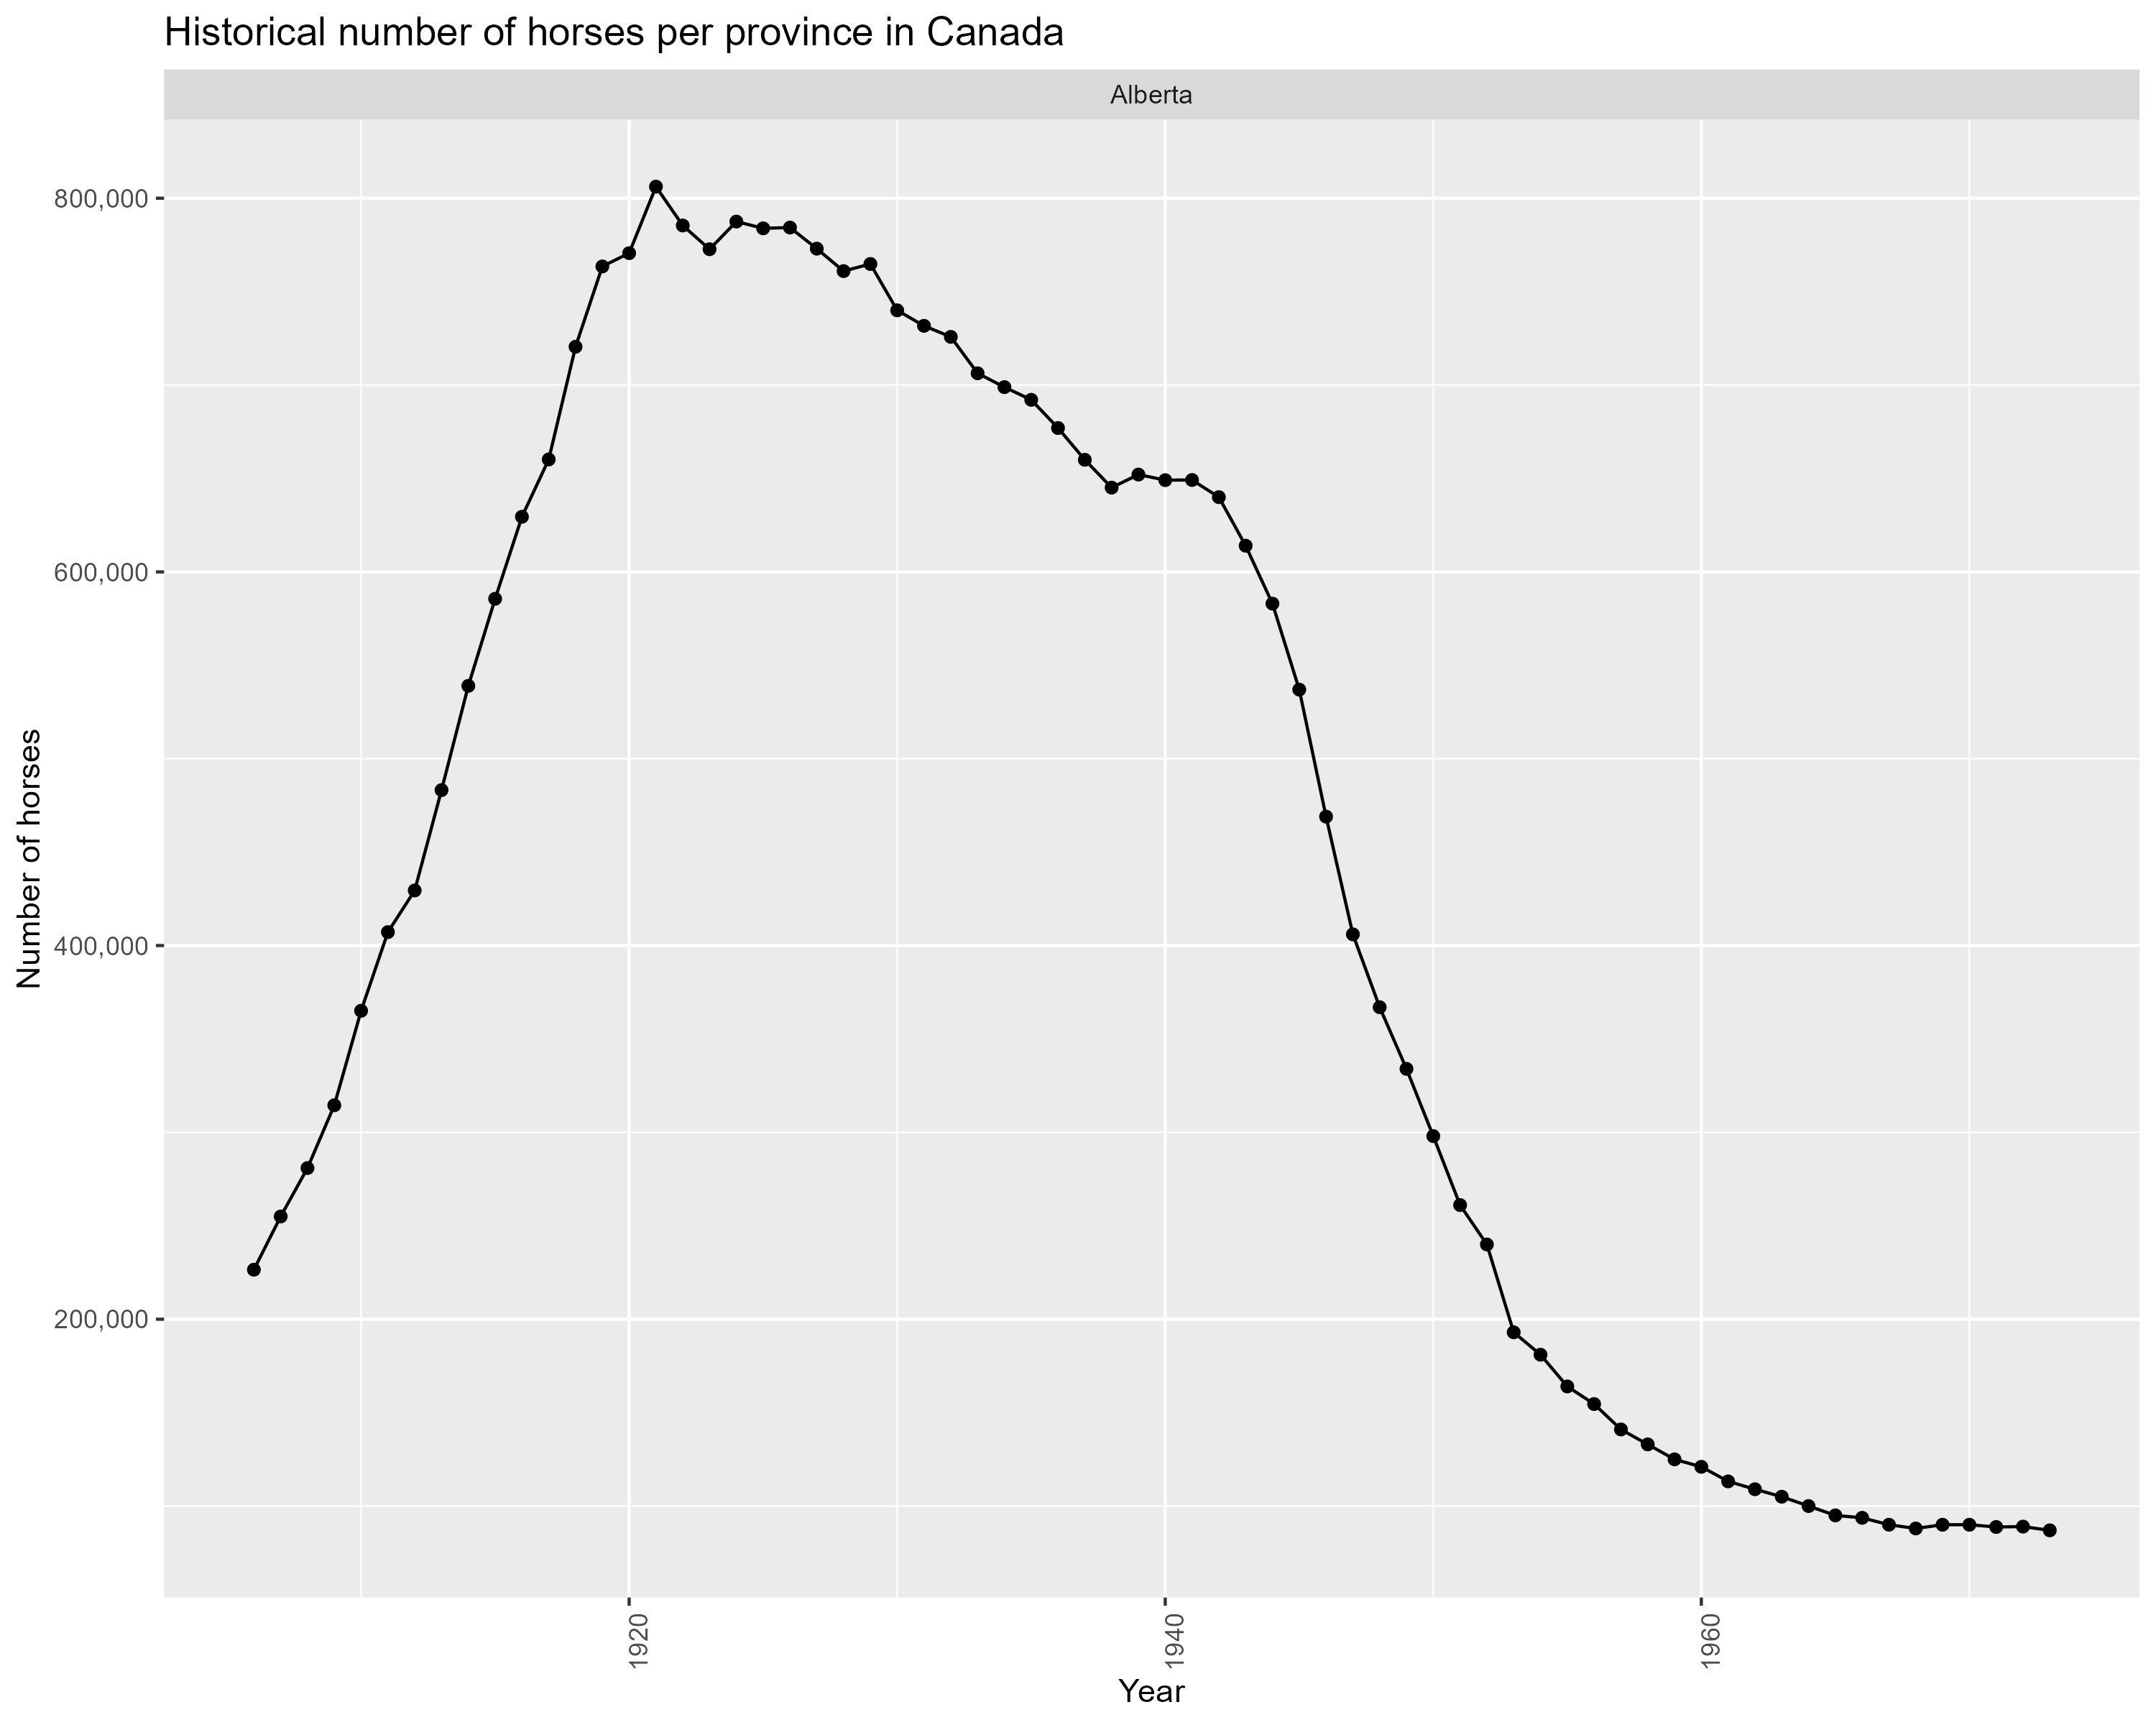 Historical number of horses per province in Canada
Alberta
800,000
600,000
400,000
200,000
Number of horses
1920
1940
1960
Year